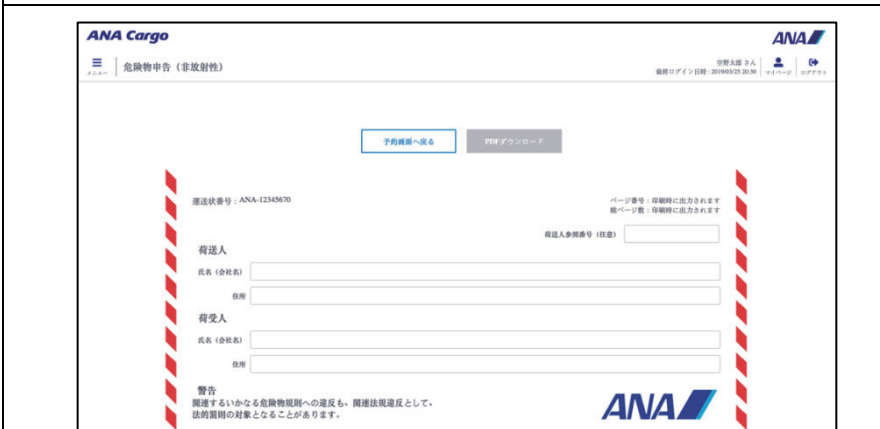 ANA Cargo
ANA
メニュー
危険物申告（非放射性）
空野太郎 さん
最終ログイン日時：2019/03/25 20:30
マイページ
ログアウト
予約画面へ戻る
PDFダウンロード
運送状番号：ANA-12345670
ページ番号：印刷時に出力されます
総ページ数：印刷時に出力されます
荷送人参照番号（任意）
荷送人
氏名（会社名）
住所
荷受人
氏名（会社名）
住所
警告
関連するいかなる危険物規則への違反も、関連法規違反として、
法的罰則の対象となることがあります。
ANA